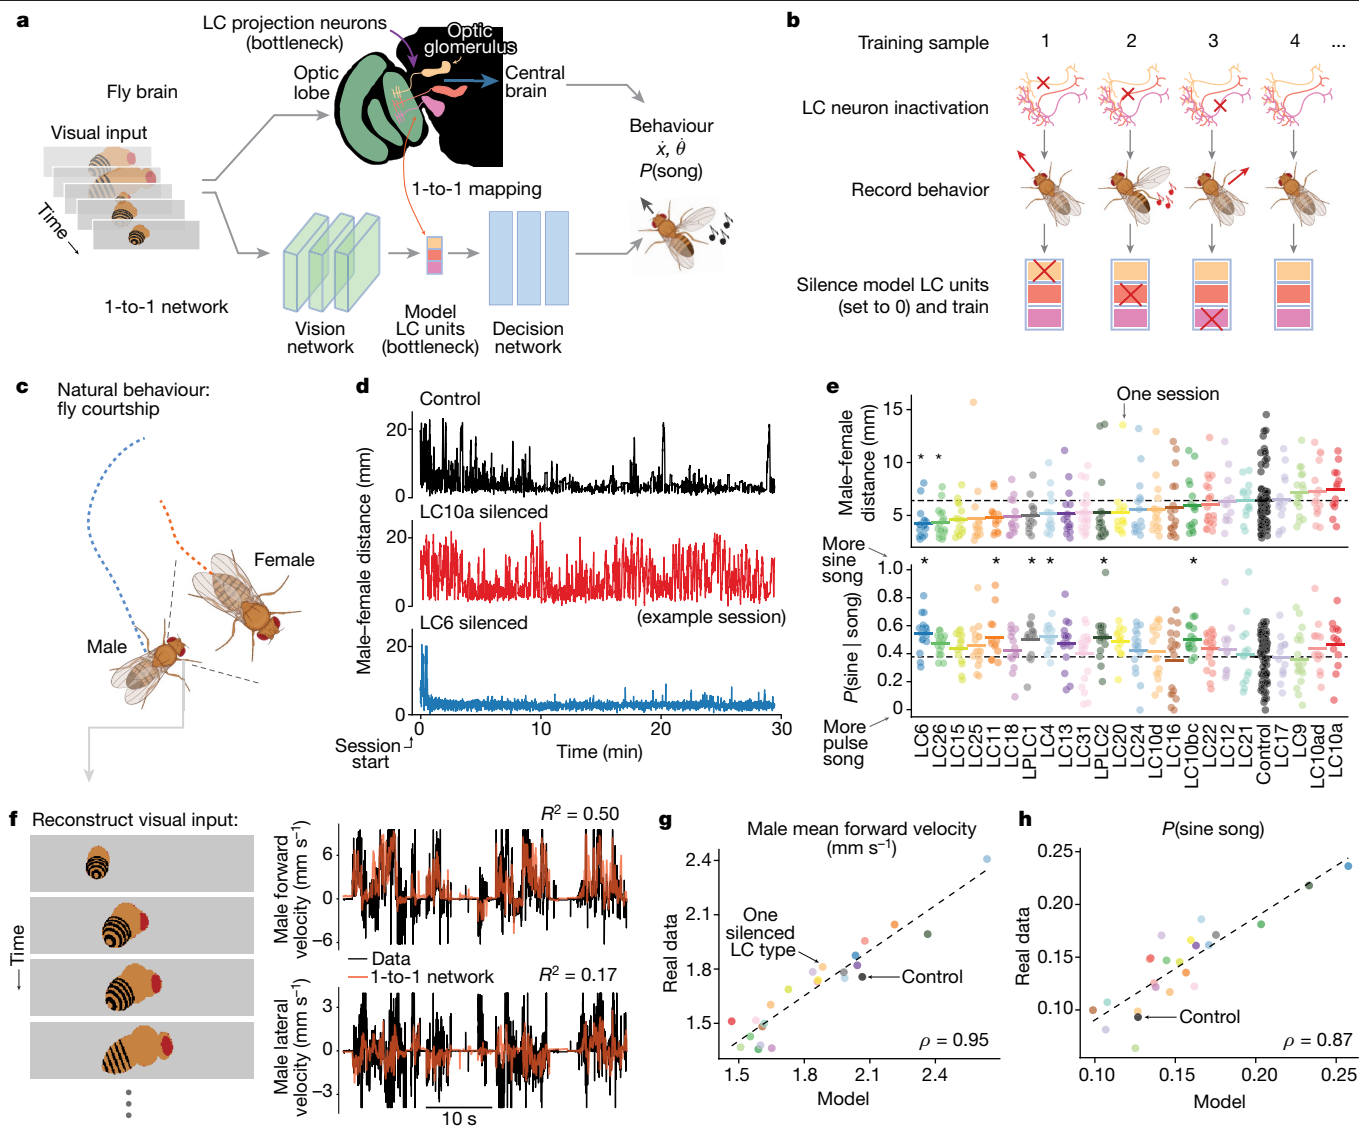 a
LC projection neurons
(bottleneck)
Optic
glomerulus
Optic
lobe
Central
brain
Fly brain
Visual input
Time
Behaviour
ẋ, θ̇
P(song)
1-to-1 mapping
1-to-1 network
Vision
network
Model
LC units
(bottleneck)
Decision
network
b
Training sample
1 2 3 4 ...
LC neuron inactivation
Record behavior
Silence model LC units
(set to 0) and train
c
Natural behaviour:
fly courtship
Female
Male
d
Male–female distance (mm)
Control
20
0
LC10a silenced
20
0
(example session)
LC6 silenced
20
0
0 10 20 30
Session
start
Time (min)
e
One session
Male–female
distance (mm)
15
10
5
* *
More
sine
song
* * * * * *
P(sine | song)
1.0
0.8
0.6
0.4
0.2
0
More
pulse
song
LC6
LC26
LC15
LC25
LC11
LC18
LPLC1
LC4
LC13
LC31
LPLC2
LC20
LC24
LC10d
LC16
LC10bc
LC22
LC12
LC21
Control
LC17
LC9
LC10ad
LC10a
f
Reconstruct visual input:
Time
R² = 0.50
Male forward
velocity (mm s⁻¹)
6
0
−6
Data
1-to-1 network
R² = 0.17
Male lateral
velocity (mm s⁻¹)
3
0
−3
10 s
g
Male mean forward velocity
(mm s⁻¹)
Real data
2.4
2.1
1.8
1.5
One
silenced
LC type
Control
ρ = 0.95
1.5 1.8 2.1 2.4
Model
h
P(sine song)
Real data
0.25
0.20
0.15
0.10
Control
ρ = 0.87
0.10 0.15 0.20 0.25
Model